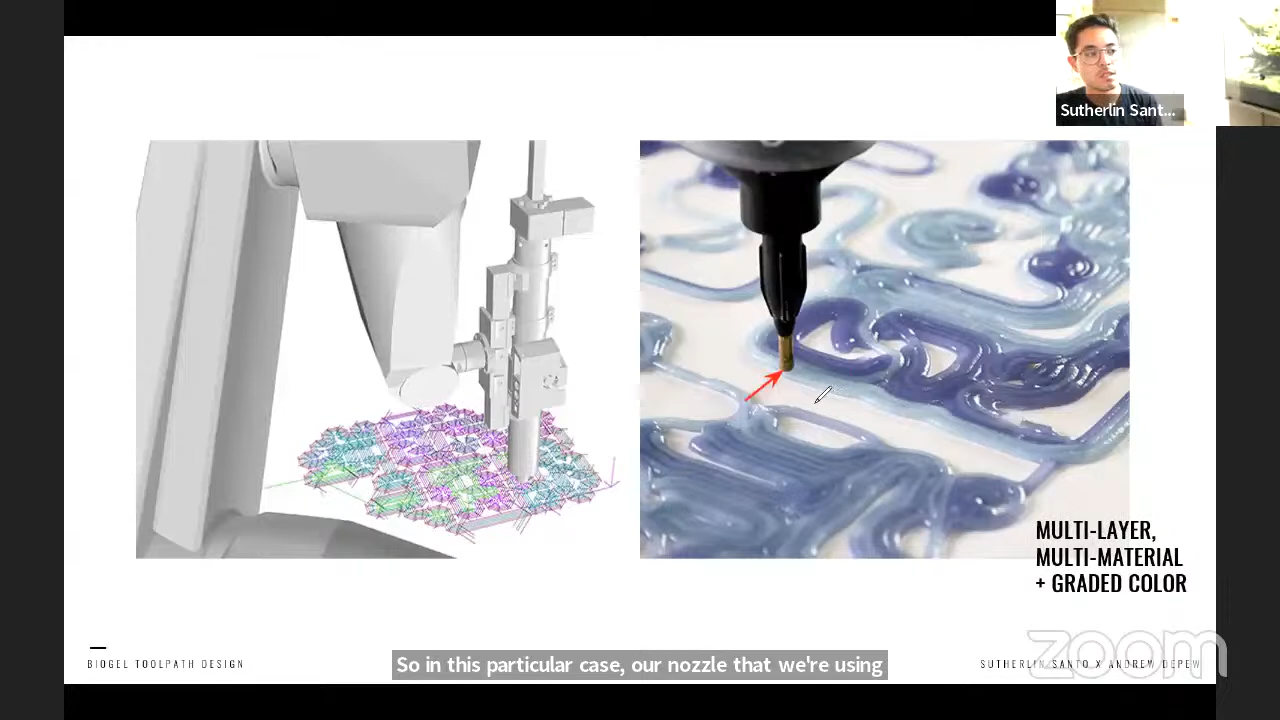 Sutherlin Sant...
MULTI-LAYER,
MULTI-MATERIAL
+ GRADED COLOR
BIOGEL TOOLPATH DESIGN
So in this particular case, our nozzle that we're using
SUTHERLIN SANTO X ANDREW DEPEW
zoom